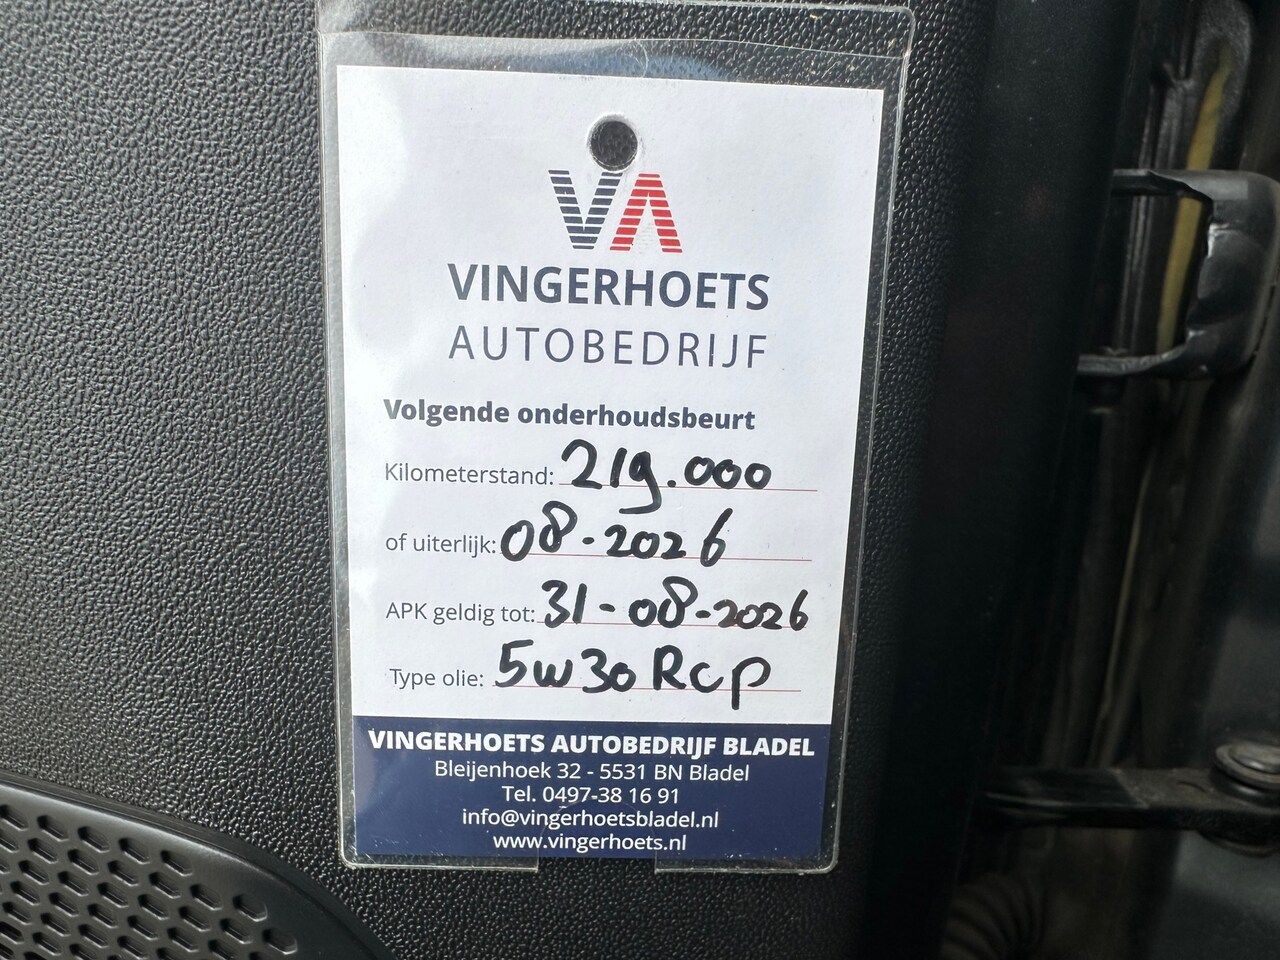 VA
VINGERHOETS
AUTOBEDRIJF
Volgende onderhoudsbeurt
Kilometerstand: 219.000
of uiterlijk: 08-2026
APK geldig tot: 31-08-2026
Type olie: 5w30 RCP
VINGERHOETS AUTOBEDRIJF BLADEL
Bleijenhoek 32 - 5531 BN Bladel
Tel. 0497-38 16 91
info@vingerhoetsbladel.nl
www.vingerhoets.nl